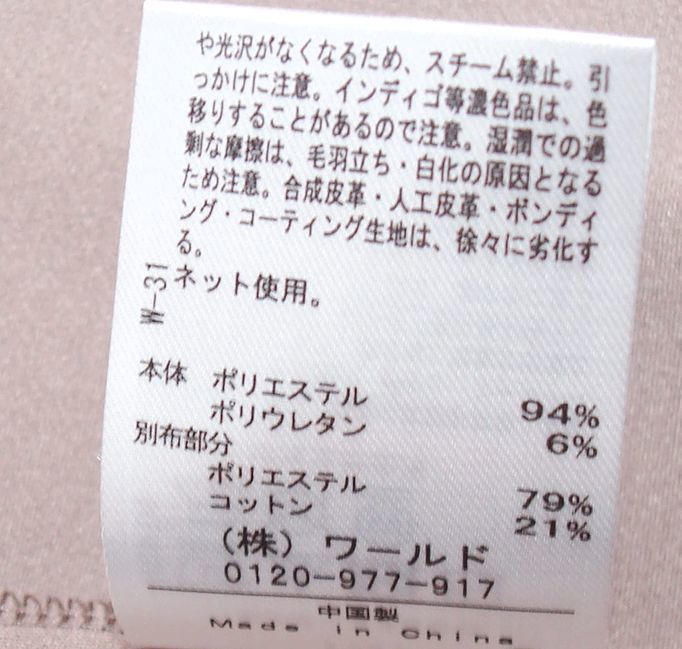 や光沢がなくなるため、スチーム禁止。引
っかけに注意。インディゴ等濃色品は、色
移りすることがあるので注意。湿潤での過
剰な摩擦は、毛羽立ち・白化の原因となる
ため注意。合成皮革・人工皮革・ボンディ
ング・コーティング生地は、徐々に劣化す
る。
ネット使用。
W-31
本体 ポリエステル 94%
ポリウレタン 6%
別布部分
ポリエステル 79%
コットン 21%
(株) ワールド
0120-977-917
中国製
Made in China